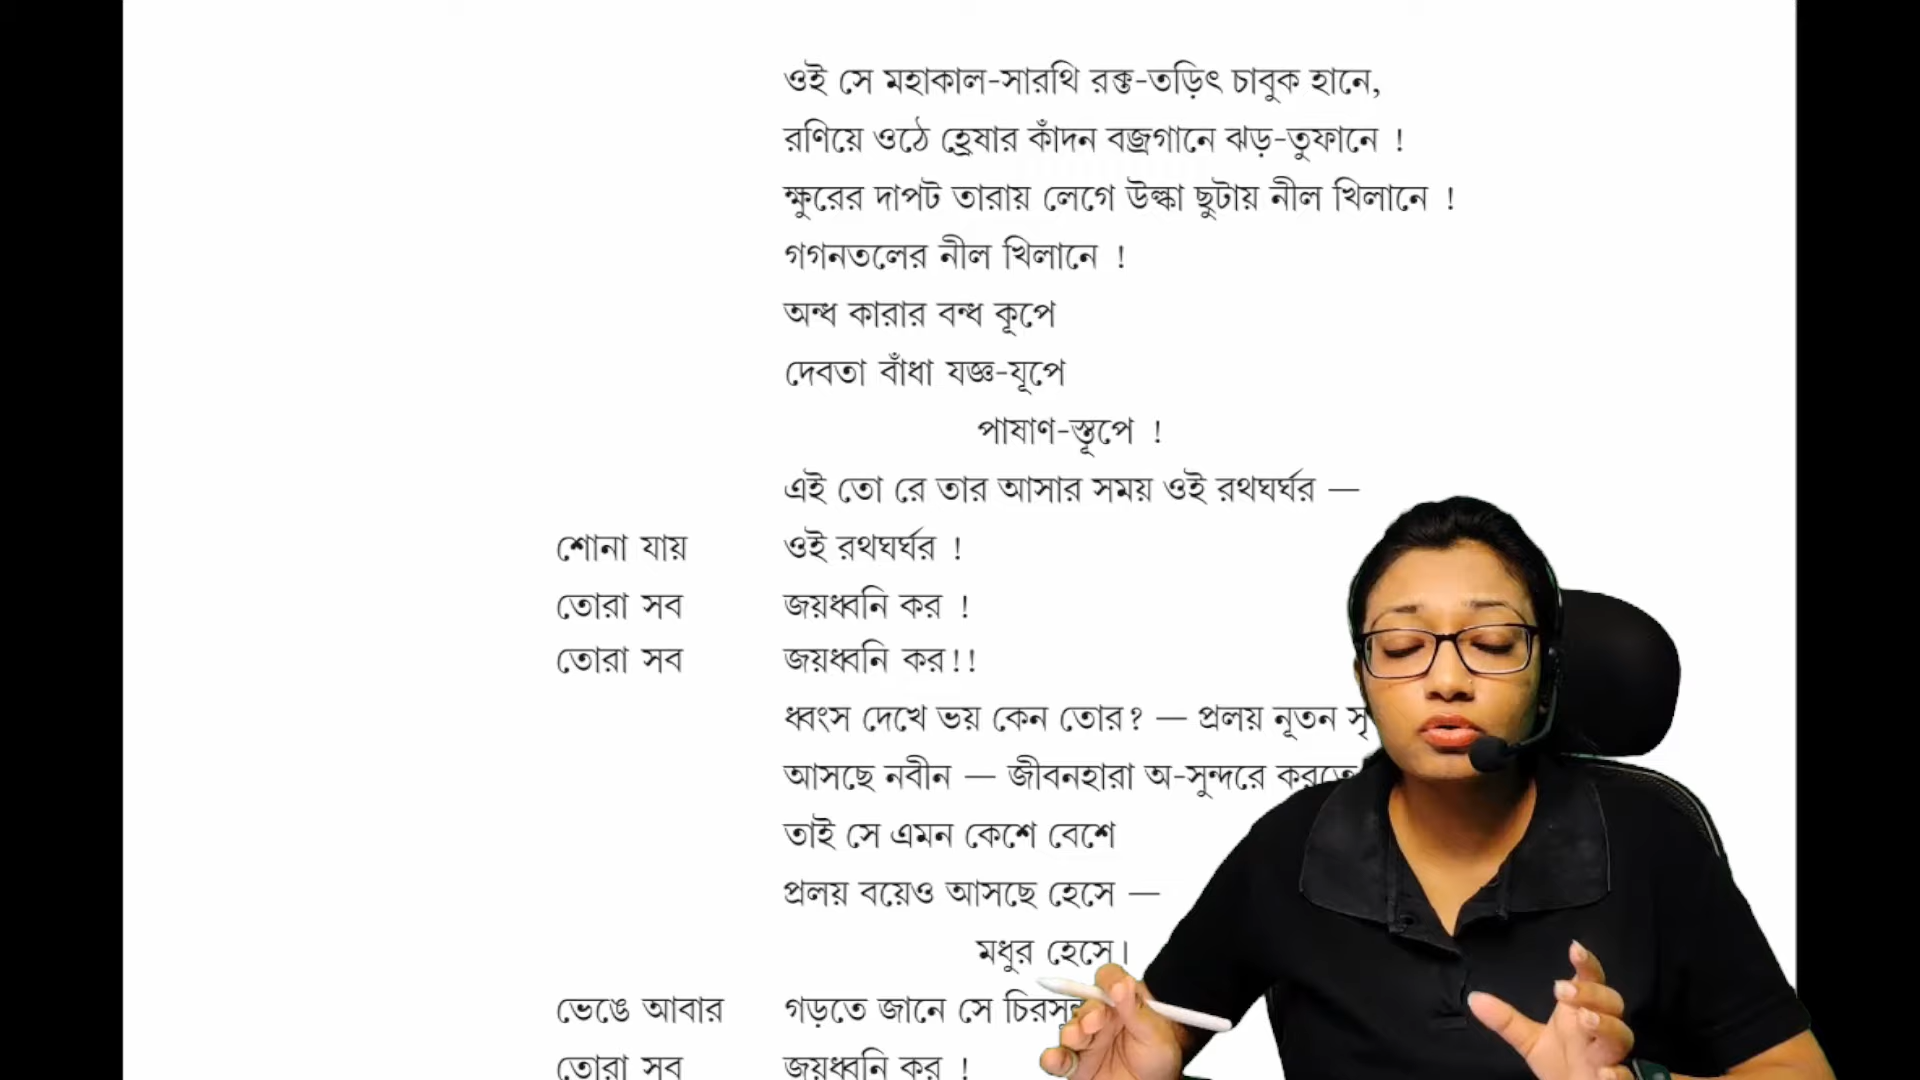 ওই সে মহাকাল-সারথি রক্ত-তড়িৎ চাবুক হানে,
রণিয়ে ওঠে হ্রেষার কাঁদন বজ্রগানে ঝড়-তুফানে !
ক্ষুরের দাপট তারায় লেগে উল্কা ছুটায় নীল খিলানে !
গগনতলের নীল খিলানে !
অন্ধ কারার বন্ধ কূপে
দেবতা বাঁধা যজ্ঞ-যূপে
পাষাণ-স্তূপে !
এই তো রে তার আসার সময় ওই রথঘর্ঘর —
শোনা যায় ওই রথঘর্ঘর !
তোরা সব জয়ধ্বনি কর !
তোরা সব জয়ধ্বনি কর!!
ধ্বংস দেখে ভয় কেন তোর? — প্রলয় নূতন
আসছে নবীন — জীবনহারা অ-সুন্দরে করতে
তাই সে এমন কেশে বেশে
প্রলয় বয়েও আসছে হেসে —
মধুর হেসে।
ভেঙে আবার গড়তে জানে সে
তোরা সব জয়ধ্বনি কর !